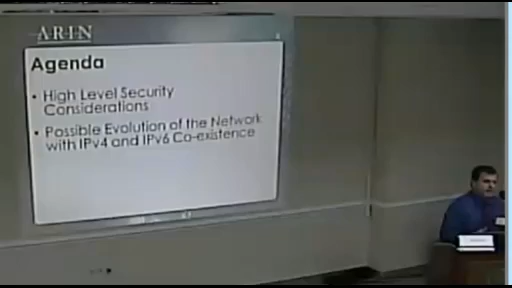 ARIN
Agenda
• High Level Security
Considerations
• Possible Evolution of the Network
with IPv4 and IPv6 Co-existence